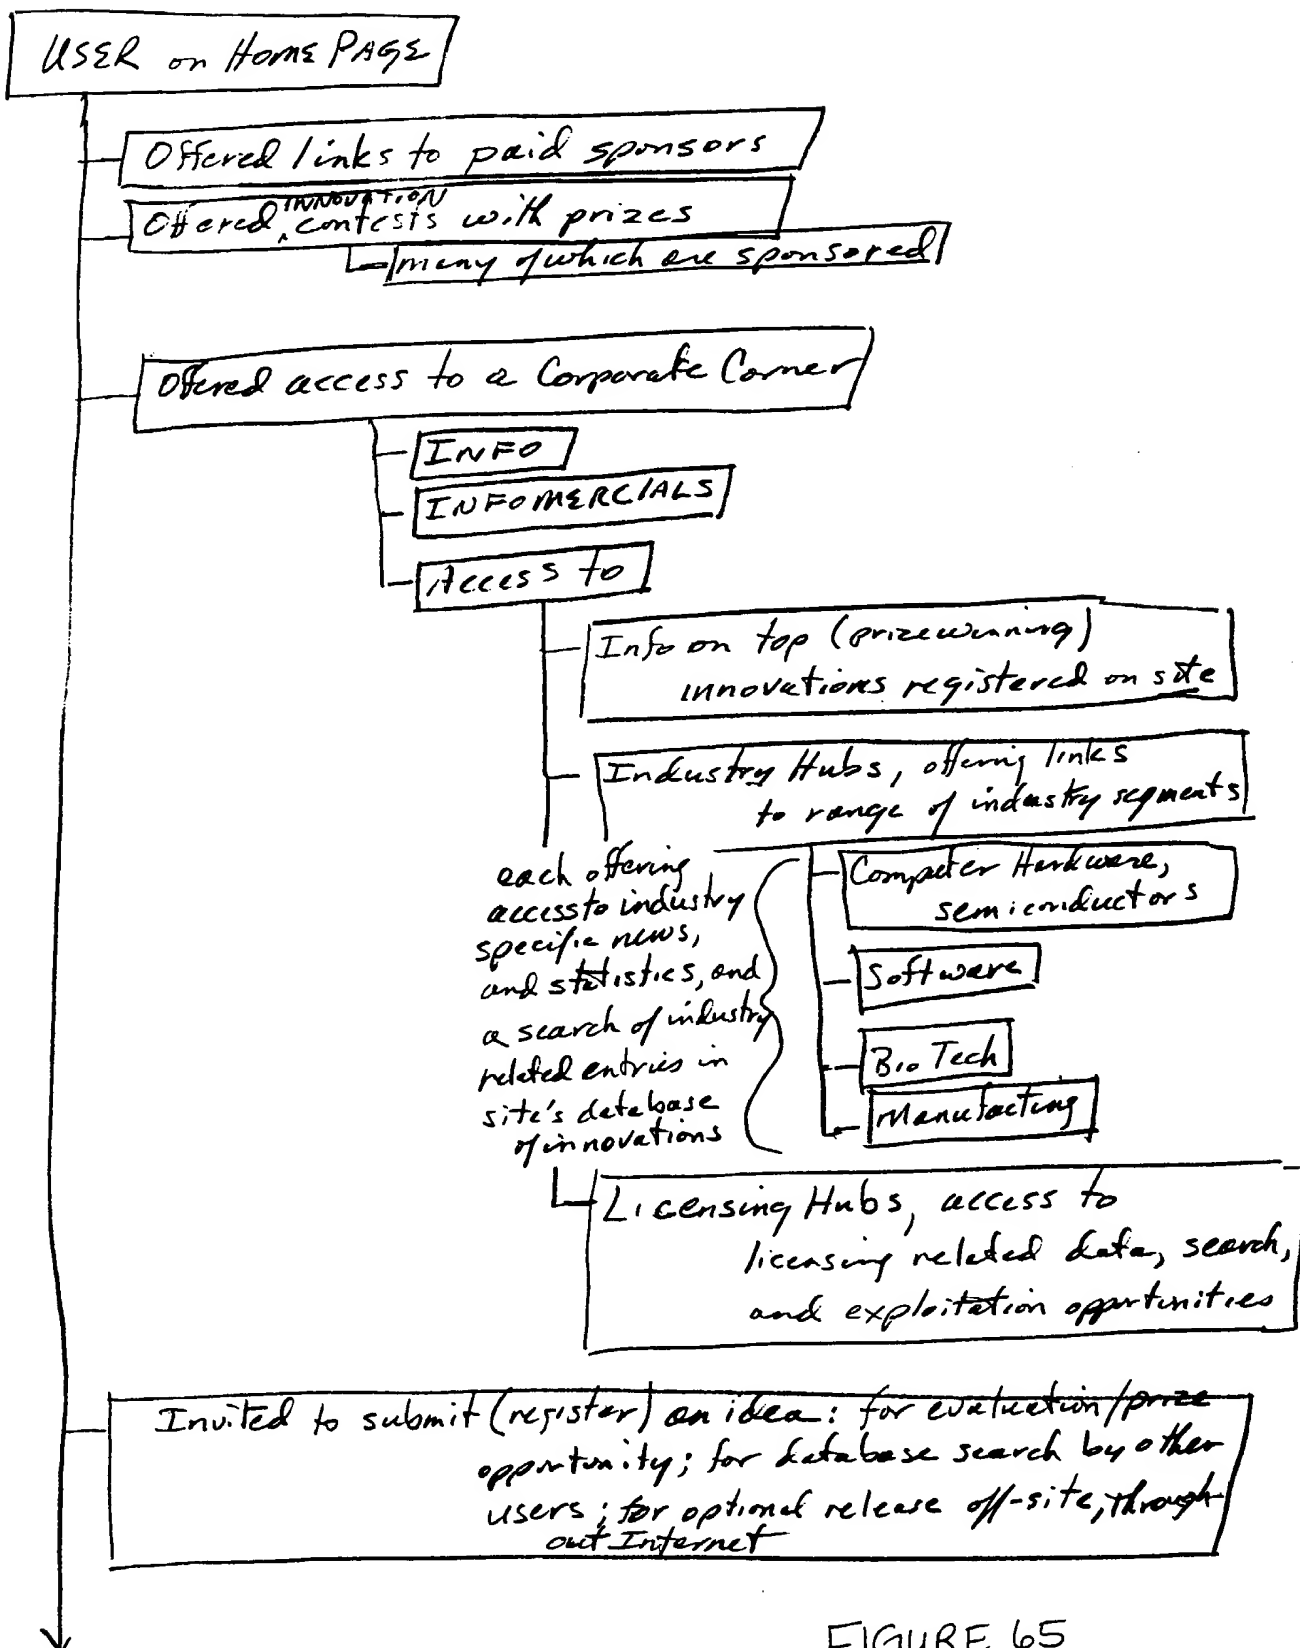 USER on HOME PAGE
Offered links to paid sponsors
INNOVATION
Offered ^ contests with prizes
many of which are sponsored
Offered access to a Corporate Corner
INFO
INFOMERCIALS
Access to
Info on top (prizewinning)
innovations registered on site
Industry Hubs, offering links
to range of industry segments
each offering
access to industry
specific news,
and statistics, and
a search of industry
related entries in
site's database
of innovations
Computer Hardware,
semiconductors
Software
Bio Tech
Manufacting
Licensing Hubs, access to
licensing related data, search,
and exploitation opportunities
Invited to submit (register) an idea: for evaluation/prize
opportunity; for database search by other
users; for optional release off-site, through-
out Internet
FIGURE 65